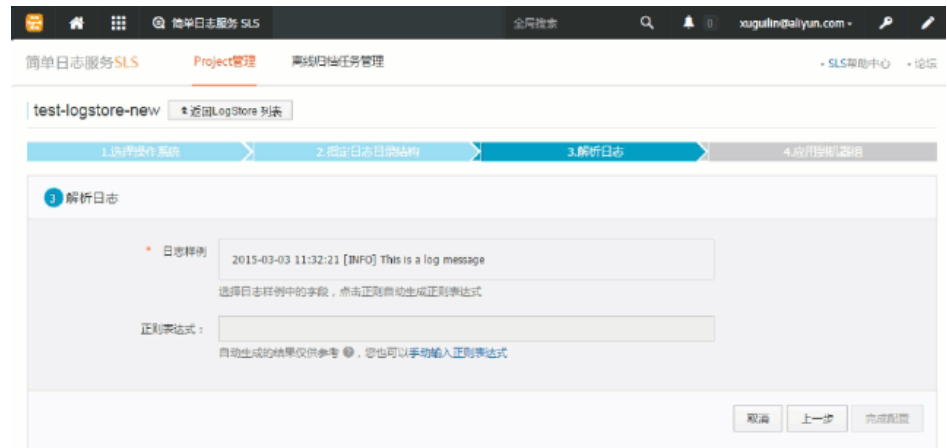 简单日志服务 SLS 全局搜索 0 xuguilin@aliyun.com
简单日志服务SLS Project管理 离线归档任务管理 SLS帮助中心 论坛
test-logstore-new 返回LogStore 列表
1.选择操作系统 2.指定日志目录结构 3.解析日志 4.应用到机器组
3 解析日志
* 日志样例
2015-03-03 11:32:21 [INFO] This is a log message
选择日志样例中的字段，点击正则自动生成正则表达式
正则表达式：
自动生成的结果仅供参考，您也可以手动输入正则表达式
取消 上一步 完成配置